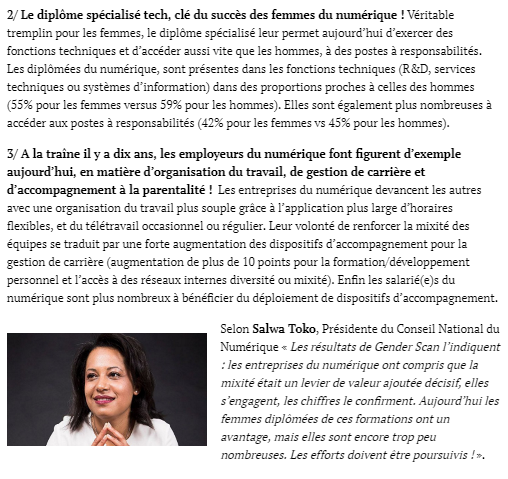 2/ Le diplôme spécialisé tech, clé du succès des femmes du numérique ! Véritable
tremplin pour les femmes, le diplôme spécialisé leur permet aujourd'hui d'exercer des
fonctions techniques et d'accéder aussi vite que les hommes, à des postes à responsabilités.
Les diplômées du numérique, sont présentes dans les fonctions techniques (R&D, services
techniques ou systèmes d'information) dans des proportions proches à celles des hommes
(55% pour les femmes versus 59% pour les hommes). Elles sont également plus nombreuses à
accéder aux postes à responsabilités (42% pour les femmes vs 45% pour les hommes).
3/ A la traîne il y a dix ans, les employeurs du numérique font figurent d'exemple
aujourd'hui, en matière d'organisation du travail, de gestion de carrière et
d'accompagnement à la parentalité ! Les entreprises du numérique devancent les autres
avec une organisation du travail plus souple grâce à l'application plus large d'horaires
flexibles, et du télétravail occasionnel ou régulier. Leur volonté de renforcer la mixité des
équipes se traduit par une forte augmentation des dispositifs d'accompagnement pour la
gestion de carrière (augmentation de plus de 10 points pour la formation/développement
personnel et l'accès à des réseaux internes diversité ou mixité). Enfin les salarié(e)s du
numérique sont plus nombreux à bénéficier du déploiement de dispositifs d'accompagnement.
Selon Salwa Toko, Présidente du Conseil National du
Numérique « Les résultats de Gender Scan l'indiquent
: les entreprises du numérique ont compris que la
mixité était un levier de valeur ajoutée décisif, elles
s'engagent, les chiffres le confirment. Aujourd'hui les
femmes diplômées de ces formations ont un
avantage, mais elles sont encore trop peu
nombreuses. Les efforts doivent être poursuivis ! ».